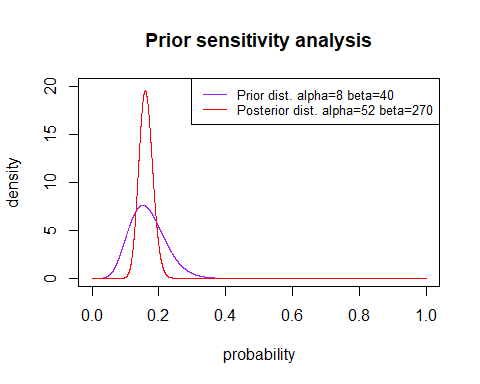 Prior sensitivity analysis
Prior dist. alpha=8 beta=40
Posterior dist. alpha=52 beta=270
density
20
15
10
5
0
0.0 0.2 0.4 0.6 0.8 1.0
probability